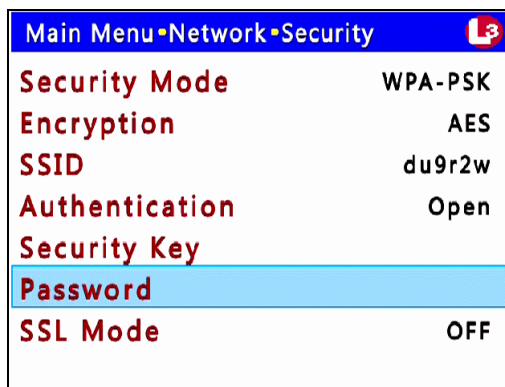 Main Menu•Network•Security L3
Security Mode WPA-PSK
Encryption AES
SSID du9r2w
Authentication Open
Security Key
Password
SSL Mode OFF